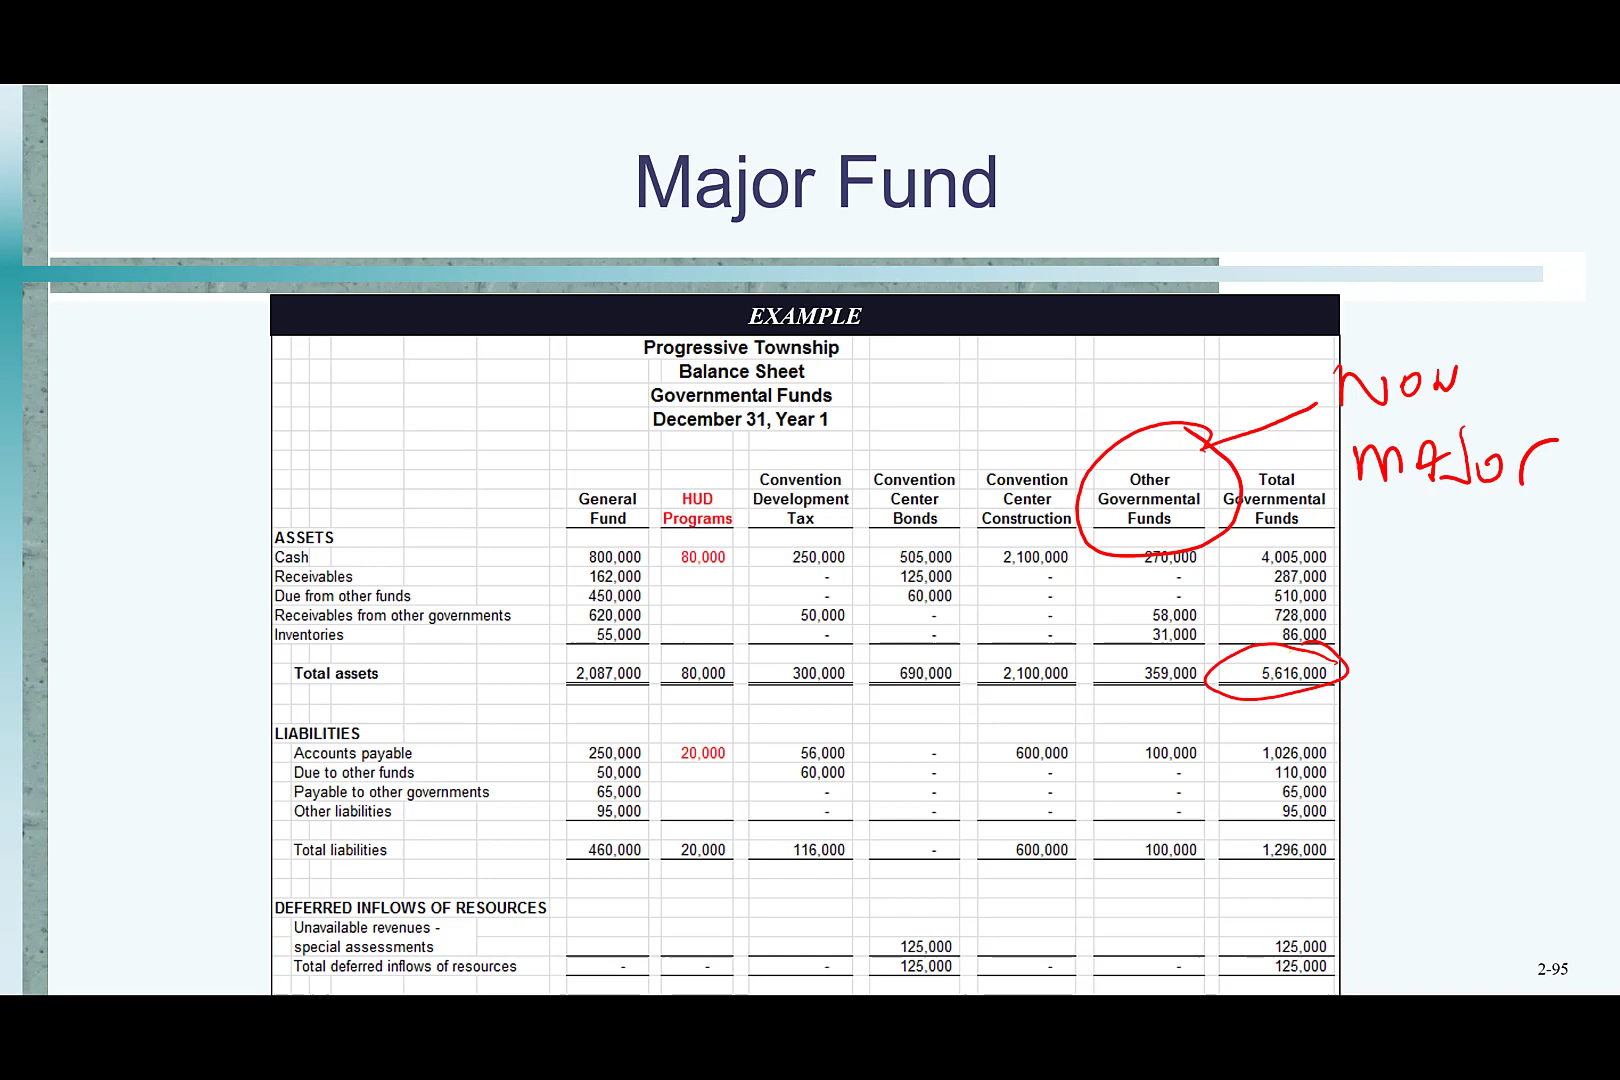 Major Fund
EXAMPLE
Progressive Township
Balance Sheet
Governmental Funds
December 31, Year 1
NON
MAJOR
Convention Convention Convention Other Total
General HUD Development Center Center Governmental Governmental
Fund Programs Tax Bonds Construction Funds Funds
ASSETS
Cash 800,000 80,000 250,000 505,000 2,100,000 270,000 4,005,000
Receivables 162,000 - 125,000 - - 287,000
Due from other funds 450,000 - 60,000 - - 510,000
Receivables from other governments 620,000 50,000 - - 58,000 728,000
Inventories 55,000 - - - 31,000 86,000
Total assets 2,087,000 80,000 300,000 690,000 2,100,000 359,000 5,616,000
LIABILITIES
Accounts payable 250,000 20,000 56,000 - 600,000 100,000 1,026,000
Due to other funds 50,000 60,000 - - - 110,000
Payable to other governments 65,000 - - - - 65,000
Other liabilities 95,000 - - - - 95,000
Total liabilities 460,000 20,000 116,000 - 600,000 100,000 1,296,000
DEFERRED INFLOWS OF RESOURCES
Unavailable revenues -
special assessments 125,000 125,000
Total deferred inflows of resources - - - 125,000 - - 125,000
2-95